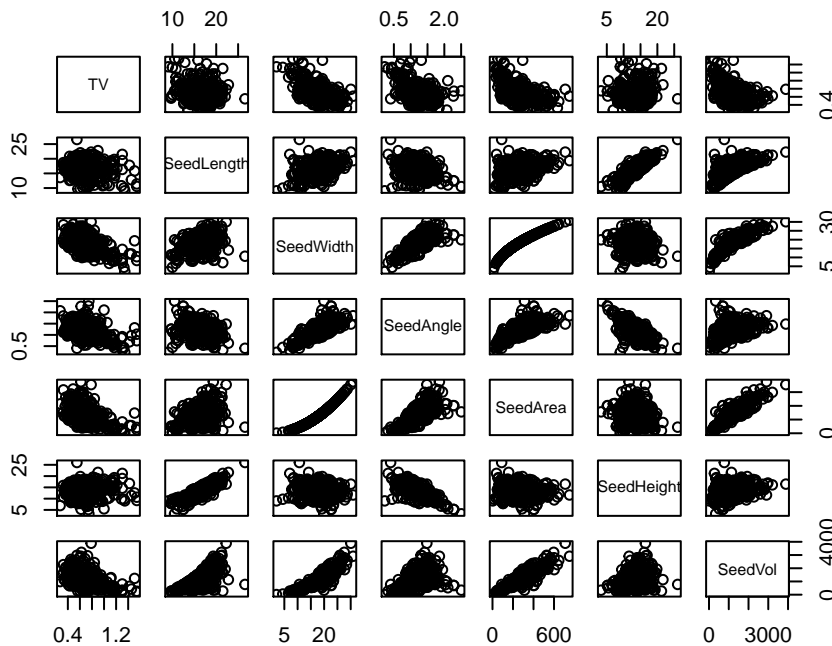 10 20 0.5 2.0 5 20
TV 0.4
25 10 SeedLength
SeedWidth 5 30
0.5 SeedAngle
SeedArea 0
25 5 SeedHeight
SeedVol 0 4000
0.4 1.2 5 20 0 600 0 3000